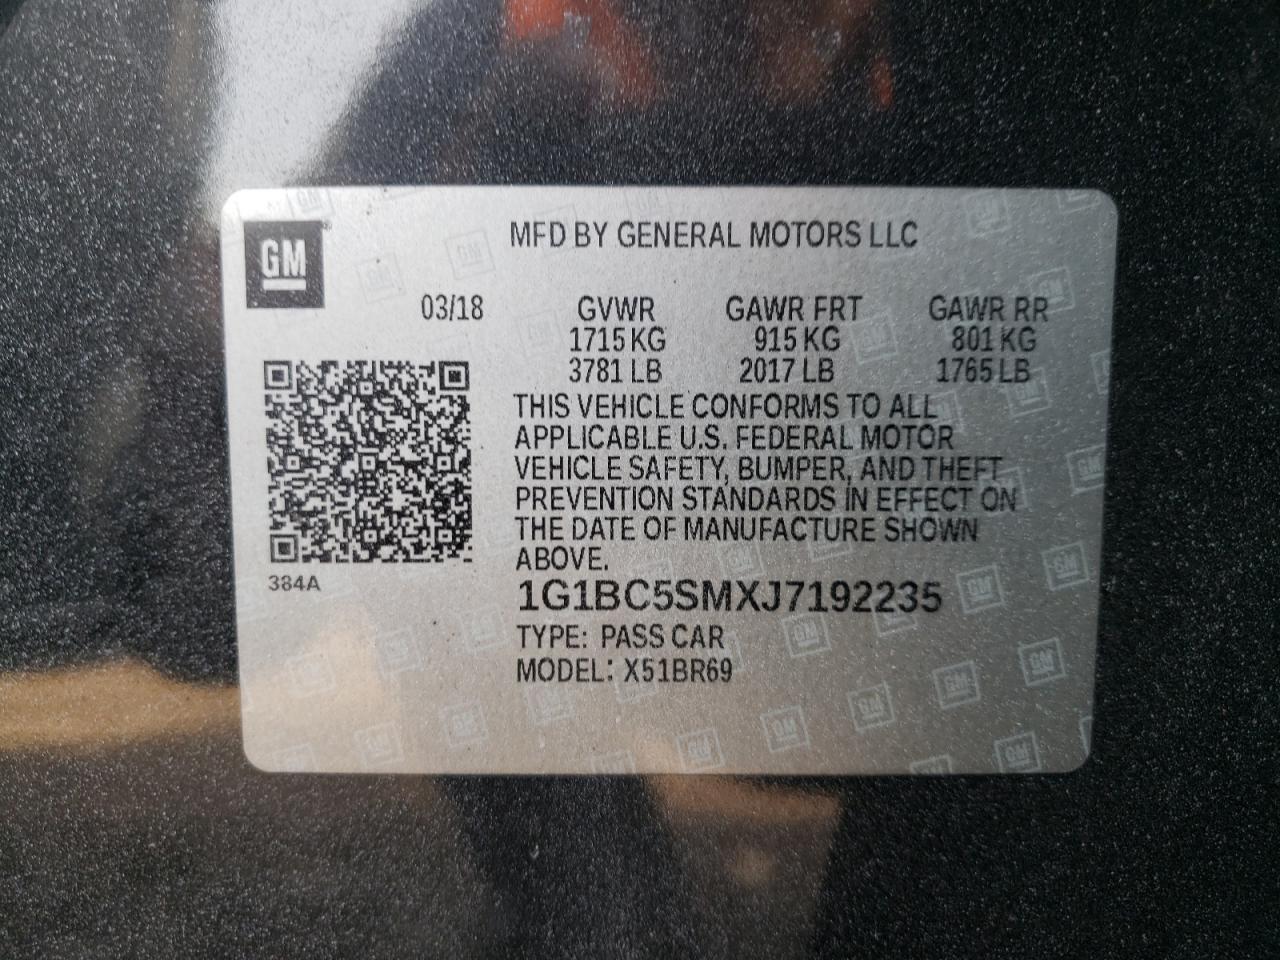 GM
MFD BY GENERAL MOTORS LLC
03/18 GVWR GAWR FRT GAWR RR
1715 KG 915 KG 801 KG
3781 LB 2017 LB 1765 LB
THIS VEHICLE CONFORMS TO ALL
APPLICABLE U.S. FEDERAL MOTOR
VEHICLE SAFETY, BUMPER, AND THEFT
PREVENTION STANDARDS IN EFFECT ON
THE DATE OF MANUFACTURE SHOWN
ABOVE.
384A
1G1BC5SMXJ7192235
TYPE: PASS CAR
MODEL: X51BR69